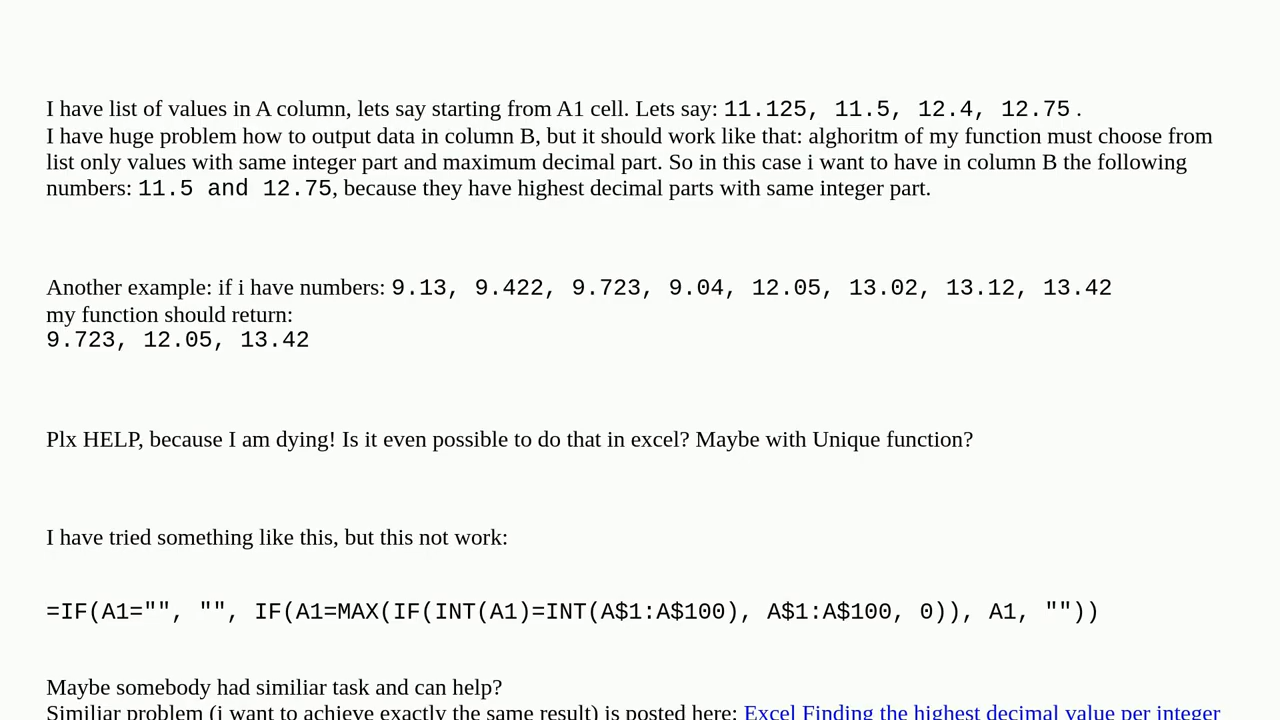 I have list of values in A column, lets say starting from A1 cell. Lets say: 11.125, 11.5, 12.4, 12.75 .
I have huge problem how to output data in column B, but it should work like that: alghoritm of my function must choose from
list only values with same integer part and maximum decimal part. So in this case i want to have in column B the following
numbers: 11.5 and 12.75, because they have highest decimal parts with same integer part.
Another example: if i have numbers: 9.13, 9.422, 9.723, 9.04, 12.05, 13.02, 13.12, 13.42
my function should return:
9.723, 12.05, 13.42
Plx HELP, because I am dying! Is it even possible to do that in excel? Maybe with Unique function?
I have tried something like this, but this not work:
=IF(A1="", "", IF(A1=MAX(IF(INT(A1)=INT(A$1:A$100), A$1:A$100, 0)), A1, ""))
Maybe somebody had similiar task and can help?
Similiar problem (i want to achieve exactly the same result) is posted here: Excel Finding the highest decimal value per integer